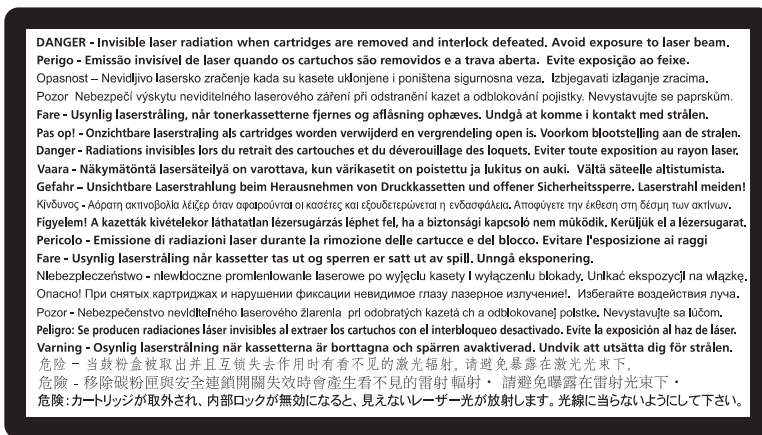 DANGER - Invisible laser radiation when cartridges are removed and interlock defeated. Avoid exposure to laser beam.
Perigo - Emissão invisível de laser quando os cartuchos são removidos e a trava aberta. Evite exposição ao feixe.
Opasnost – Nevidljivo lasersko zračenje kada su kasete uklonjene i poništena sigurnosna veza. Izbjegavati izlaganje zracima.
Pozor Nebezpečí výskytu neviditelného laserového záření při odstranění kazet a odblokování pojistky. Nevystavujte se paprskům.
Fare - Usynlig laserstråling, når tonerkassetterne fjernes og aflåsning ophæves. Undgå at komme i kontakt med strålen.
Pas op! - Onzichtbare laserstraling als cartridges worden verwijderd en vergrendeling open is. Voorkom blootstelling aan de stralen.
Danger - Radiations invisibles lors du retrait des cartouches et du déverouillage des loquets. Eviter toute exposition au rayon laser.
Vaara - Näkymätöntä lasersäteilyä on varottava, kun värikasetit on poistettu ja lukitus on auki. Vältä säteelle altistumista.
Gefahr - Unsichtbare Laserstrahlung beim Herausnehmen von Druckkassetten und offener Sicherheitssperre. Laserstrahl meiden!
Κίνδυνος - Αόρατη ακτινοβολία λέιζερ όταν αφαιρούνται οι κασέτες και εξουδετερώνεται η ενδασφάλεια. Αποφύγετε την έκθεση στη δέσμη των ακτίνων.
Figyelem! A kazetták kivételekor láthatatlan lézersugárzás léphet fel, ha a biztonsági kapcsoló nem mûködik. Kerüljük el a lézersugarat.
Pericolo - Emissione di radiazioni laser durante la rimozione delle cartucce e del blocco. Evitare l'esposizione ai raggi
Fare - Usynlig laserstråling når kassetter tas ut og sperren er satt ut av spill. Unngå eksponering.
Niebezpieczeństwo - niewidoczne promieniowanie laserowe po wyjęciu kasety i wyłączeniu blokady. Unikać ekspozycji na wiązkę.
Опасно! При снятых картриджах и нарушении фиксации невидимое глазу лазерное излучение!. Избегайте воздействия луча.
Pozor - Nebezpečenstvo neviditeľného laserového žiarenia pri odobratých kazetá ch a odblokovanej poistke. Nevystavujte sa lúčom.
Peligro: Se producen radiaciones láser invisibles al extraer los cartuchos con el interbloqueo desactivado. Evite la exposición al haz de láser.
Varning - Osynlig laserstrålning när kassetterna är borttagna och spärren avaktiverad. Undvik att utsätta dig för strålen.
危险 - 当鼓粉盒被取出并且互锁失去作用时有看不见的激光辐射，请避免暴露在激光光束下。
危險 - 移除碳粉匣與安全連鎖開關失效時會產生看不見的雷射 輻射・ 請避免曝露在雷射光束下・
危険：カートリッジが取外され、内部ロックが無効になると、見えないレーザー光が放射します。光線に当らないようにして下さい。